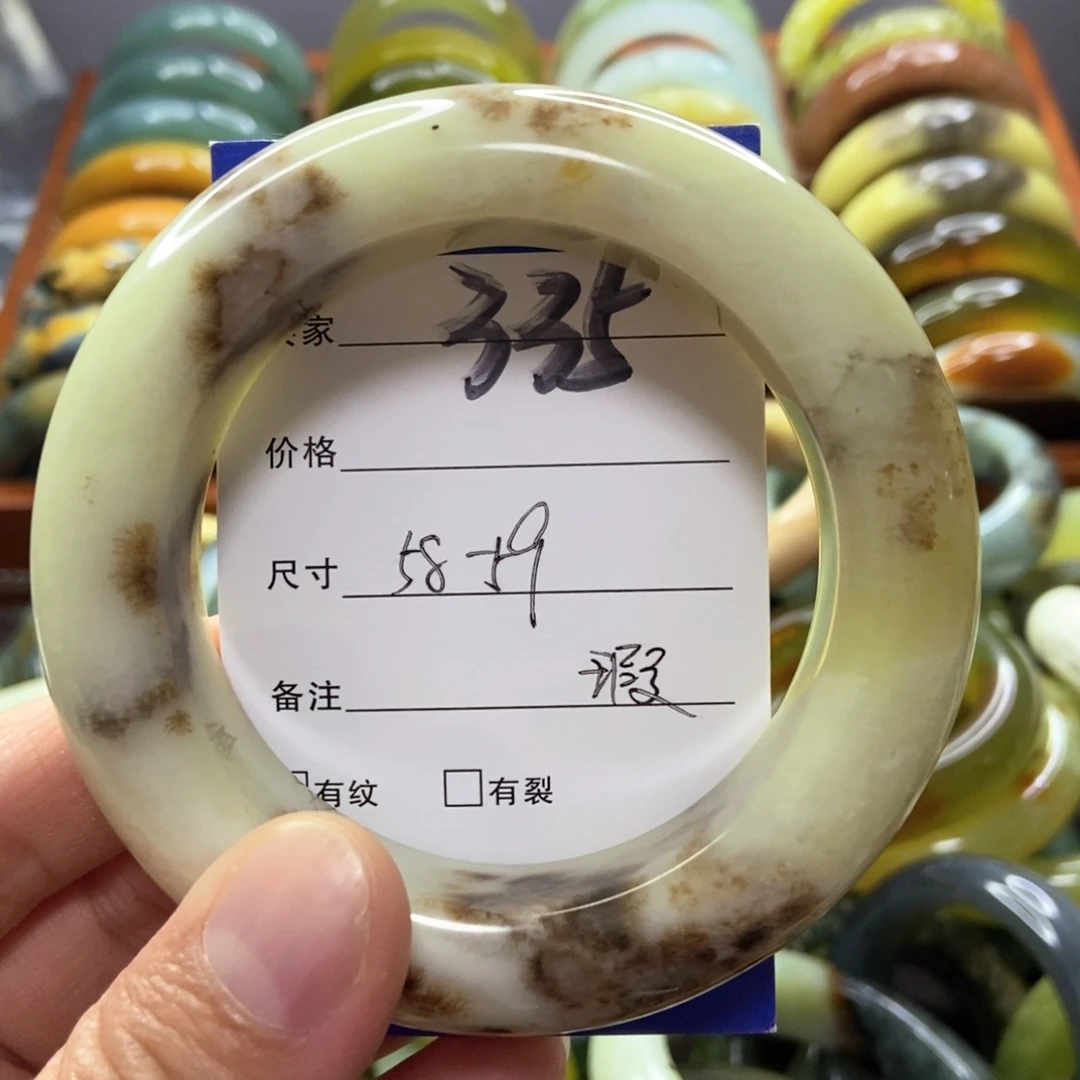 家 335
价格
尺寸 58-59
备注 瑕
有纹 有裂